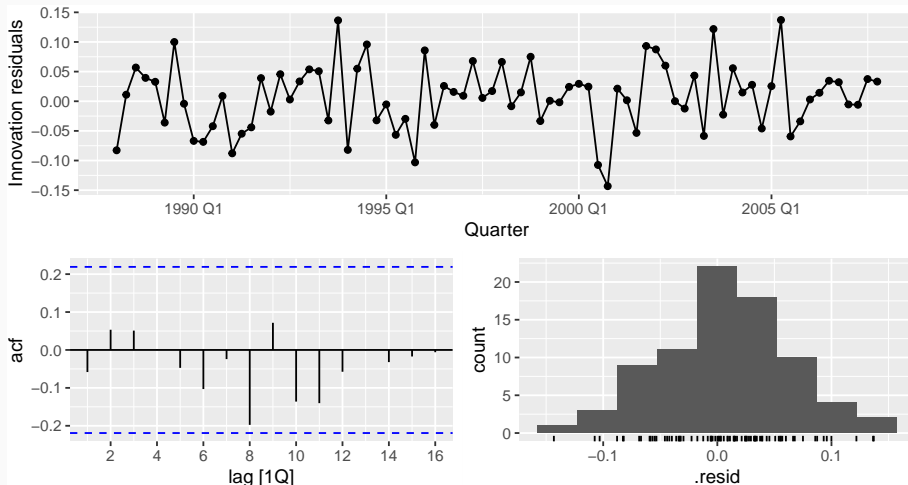 Innovation residuals
0.15
0.10
0.05
0.00
−0.05
−0.10
−0.15
1990 Q1 1995 Q1 2000 Q1 2005 Q1
Quarter
acf
0.2
0.1
0.0
−0.1
−0.2
2 4 6 8 10 12 14 16
lag [1Q]
count
20
15
10
5
0
−0.1 0.0 0.1
.resid